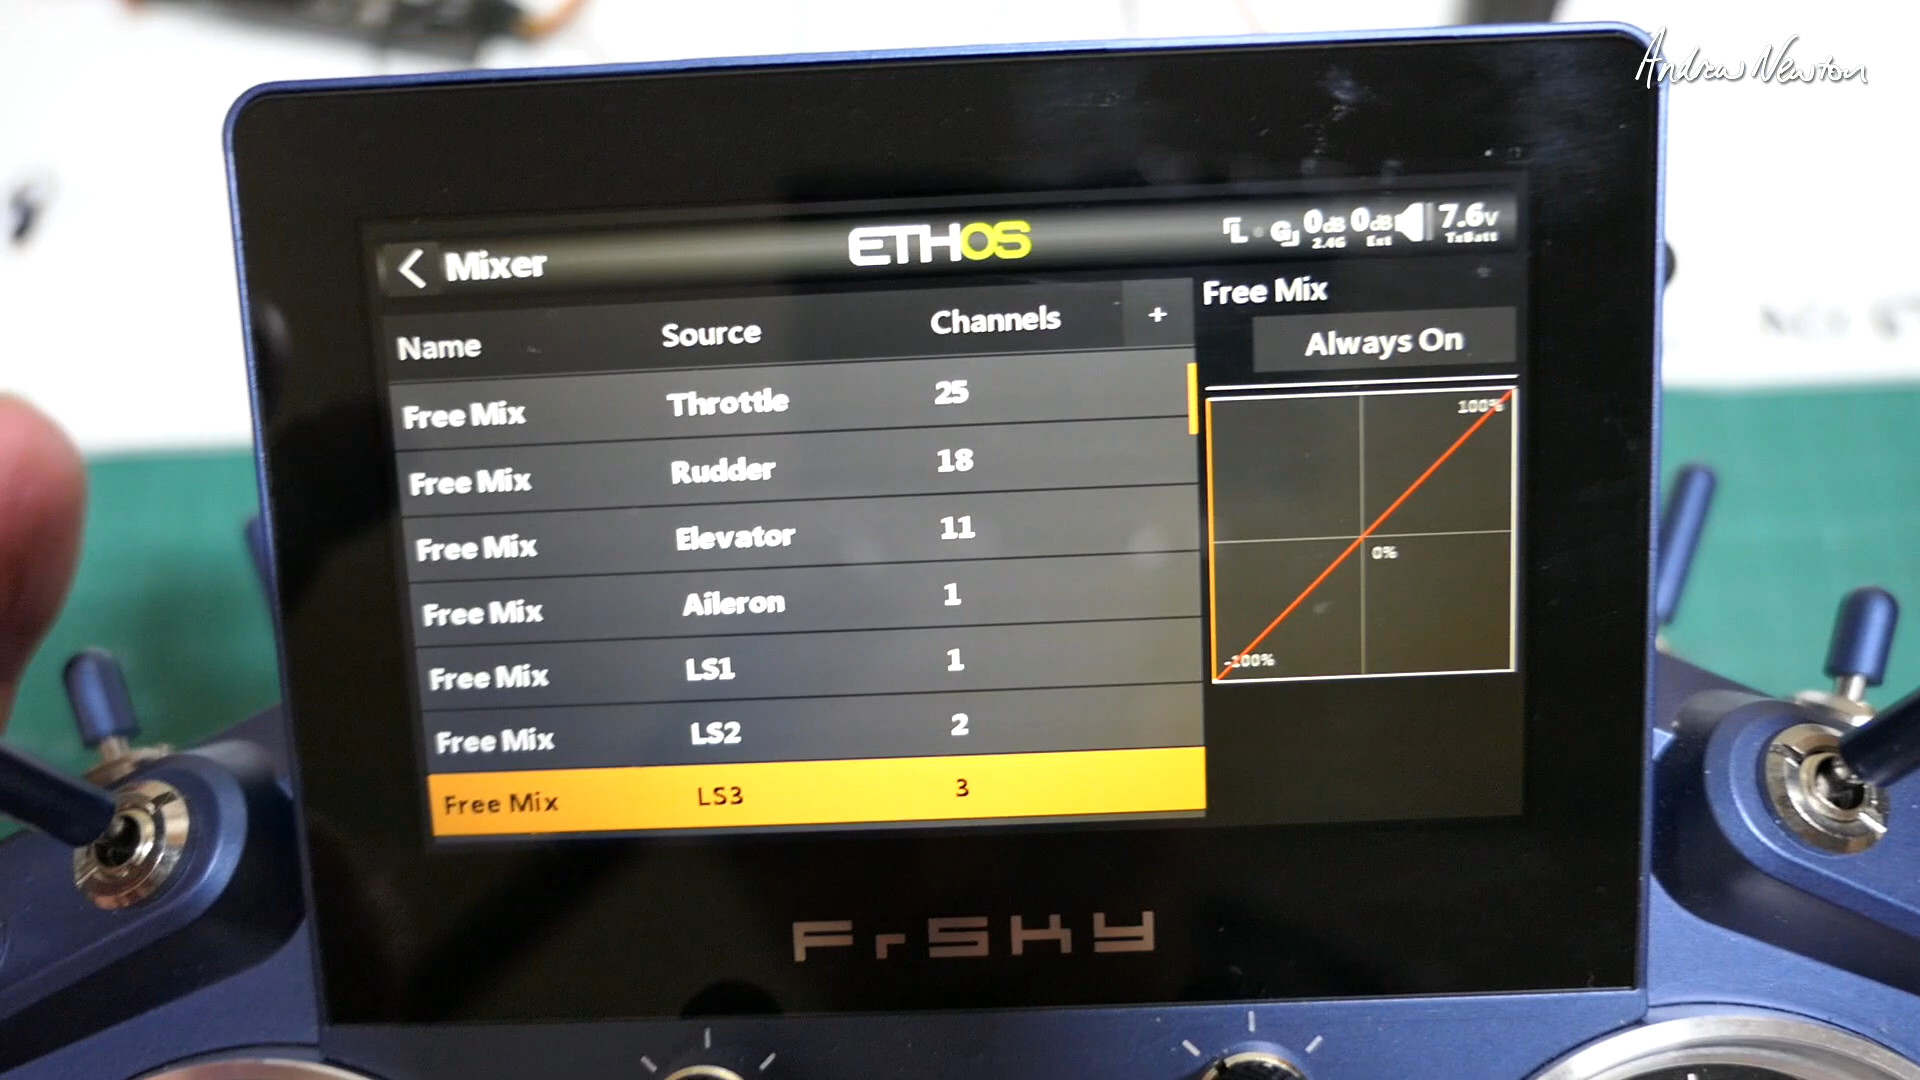 Andrew Newton
Mixer
ETHOS
L G 0dB 2.4G 0dB Ext 7.6V TxBatt
Name Source Channels +
Free Mix Throttle 25
Free Mix Rudder 18
Free Mix Elevator 11
Free Mix Aileron 1
Free Mix LS1 1
Free Mix LS2 2
Free Mix LS3 3
Free Mix
Always On
100%
0%
-100%
FrSKY